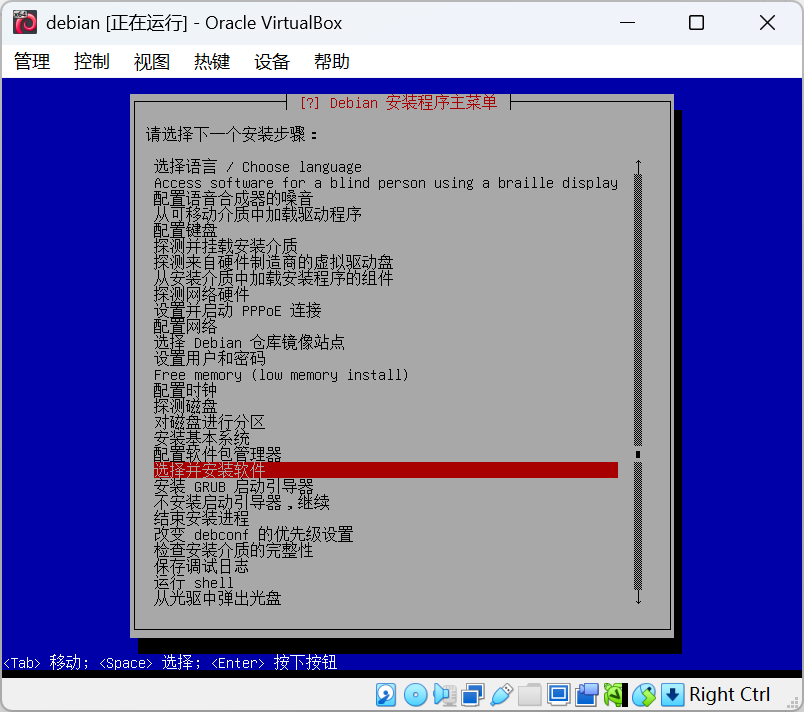 debian [正在运行] - Oracle VirtualBox
管理 控制 视图 热键 设备 帮助
[?] Debian 安装程序主菜单
请选择下一个安装步骤：
选择语言 / Choose language
Access software for a blind person using a braille display
配置语音合成器的嗓音
从可移动介质中加载驱动程序
配置键盘
探测并挂载安装介质
探测来自硬件制造商的虚拟驱动盘
从安装介质中加载安装程序的组件
探测网络硬件
设置并启动 PPPoE 连接
配置网络
选择 Debian 仓库镜像站点
设置用户和密码
Free memory (low memory install)
配置时钟
探测磁盘
对磁盘进行分区
安装基本系统
配置软件包管理器
选择并安装软件
安装 GRUB 启动引导器
不安装启动引导器，继续
结束安装进程
改变 debconf 的优先级设置
检查安装介质的完整性
保存调试日志
运行 shell
从光驱中弹出光盘
<Tab> 移动; <Space> 选择; <Enter> 按下按钮
Right Ctrl